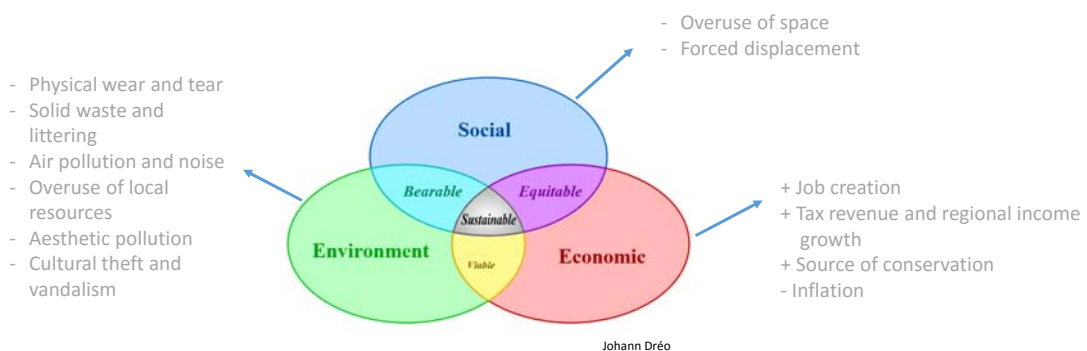 - Overuse of space
- Forced displacement
- Physical wear and tear
- Solid waste and
littering
- Air pollution and noise
- Overuse of local
resources
- Aesthetic pollution
- Cultural theft and
vandalism
Social
Bearable
Equitable
Sustainable
Environment
Economic
Viable
+ Job creation
+ Tax revenue and regional income
growth
+ Source of conservation
- Inflation
Johann Dréo